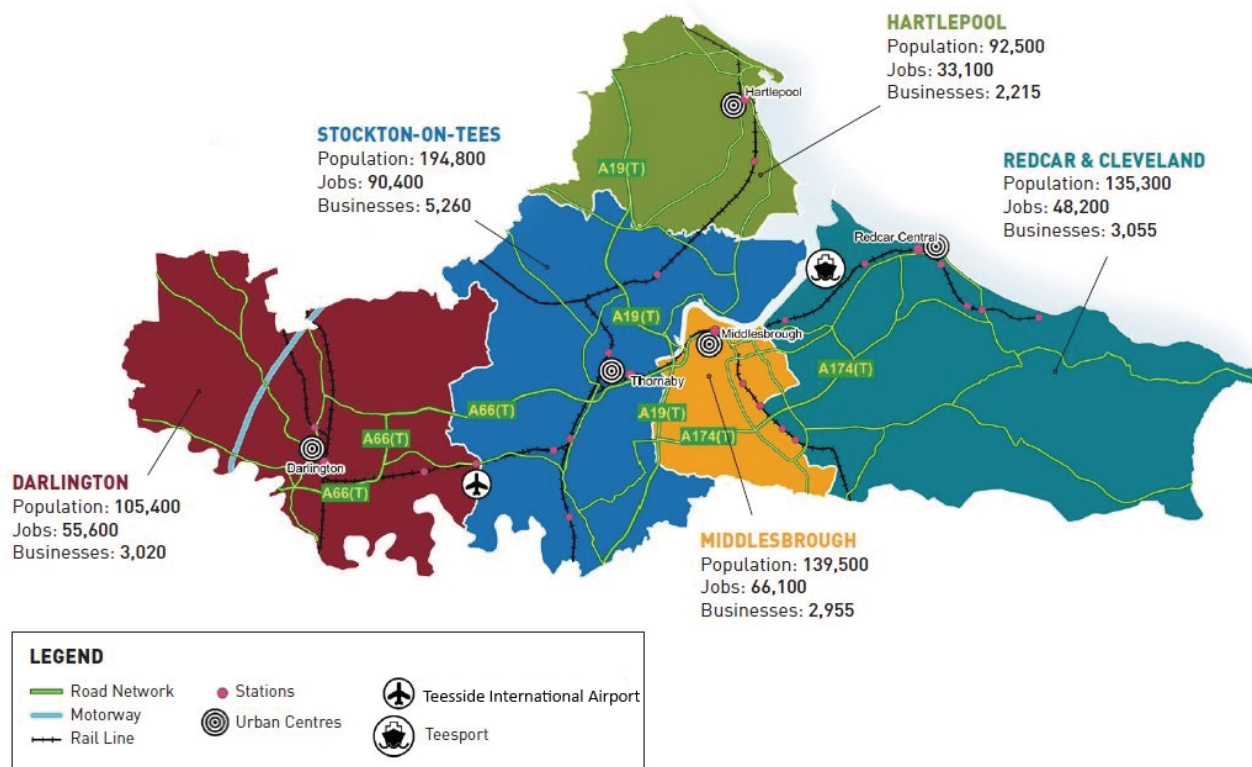 HARTLEPOOL
Population: 92,500
Jobs: 33,100
Businesses: 2,215
Hartlepool
STOCKTON-ON-TEES
Population: 194,800
Jobs: 90,400
Businesses: 5,260
A19(T)
REDCAR & CLEVELAND
Population: 135,300
Jobs: 48,200
Businesses: 3,055
Redcar Central
A19(T)
Middlesbrough
Thornaby
A174(T)
A66(T)
A19(T)
A66(T)
A174(T)
Darlington
A66(T)
DARLINGTON
Population: 105,400
Jobs: 55,600
Businesses: 3,020
MIDDLESBROUGH
Population: 139,500
Jobs: 66,100
Businesses: 2,955
LEGEND
Road Network
Motorway
Rail Line
Stations
Urban Centres
Teesside International Airport
Teesport